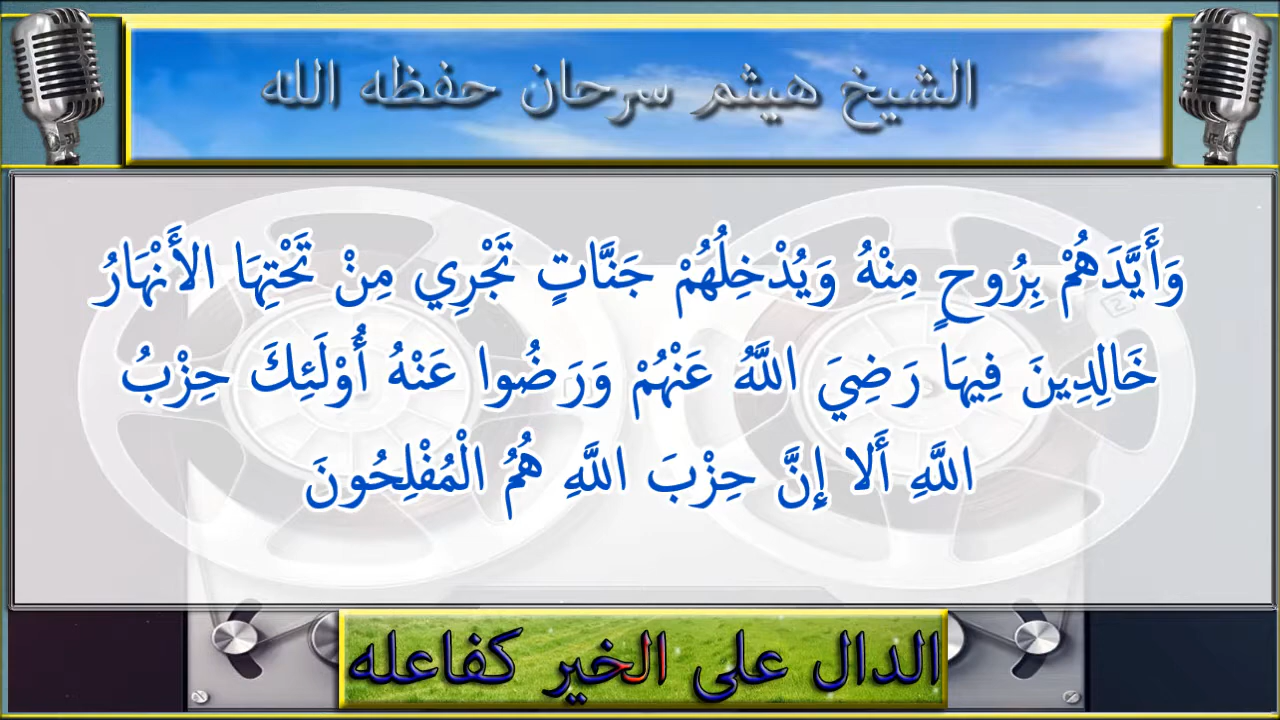 الشيخ هيثم سرحان حفظه الله
وَأَيَّدَهُمْ بِرُوحٍ مِنْهُ وَيُدْخِلُهُمْ جَنَّاتٍ تَجْرِي مِنْ تَحْتِهَا الأَنْهَارُ
خَالِدِينَ فِيهَا رَضِيَ اللَّهُ عَنْهُمْ وَرَضُوا عَنْهُ أُوْلَئِكَ حِزْبُ
اللَّهِ أَلا إِنَّ حِزْبَ اللَّهِ هُمُ الْمُفْلِحُونَ
الدال على الخير كفاعله